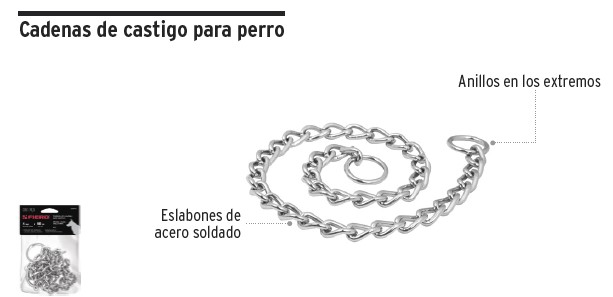 Cadenas de castigo para perro
Anillos en los extremos
Eslabones de
acero soldado
FIERO